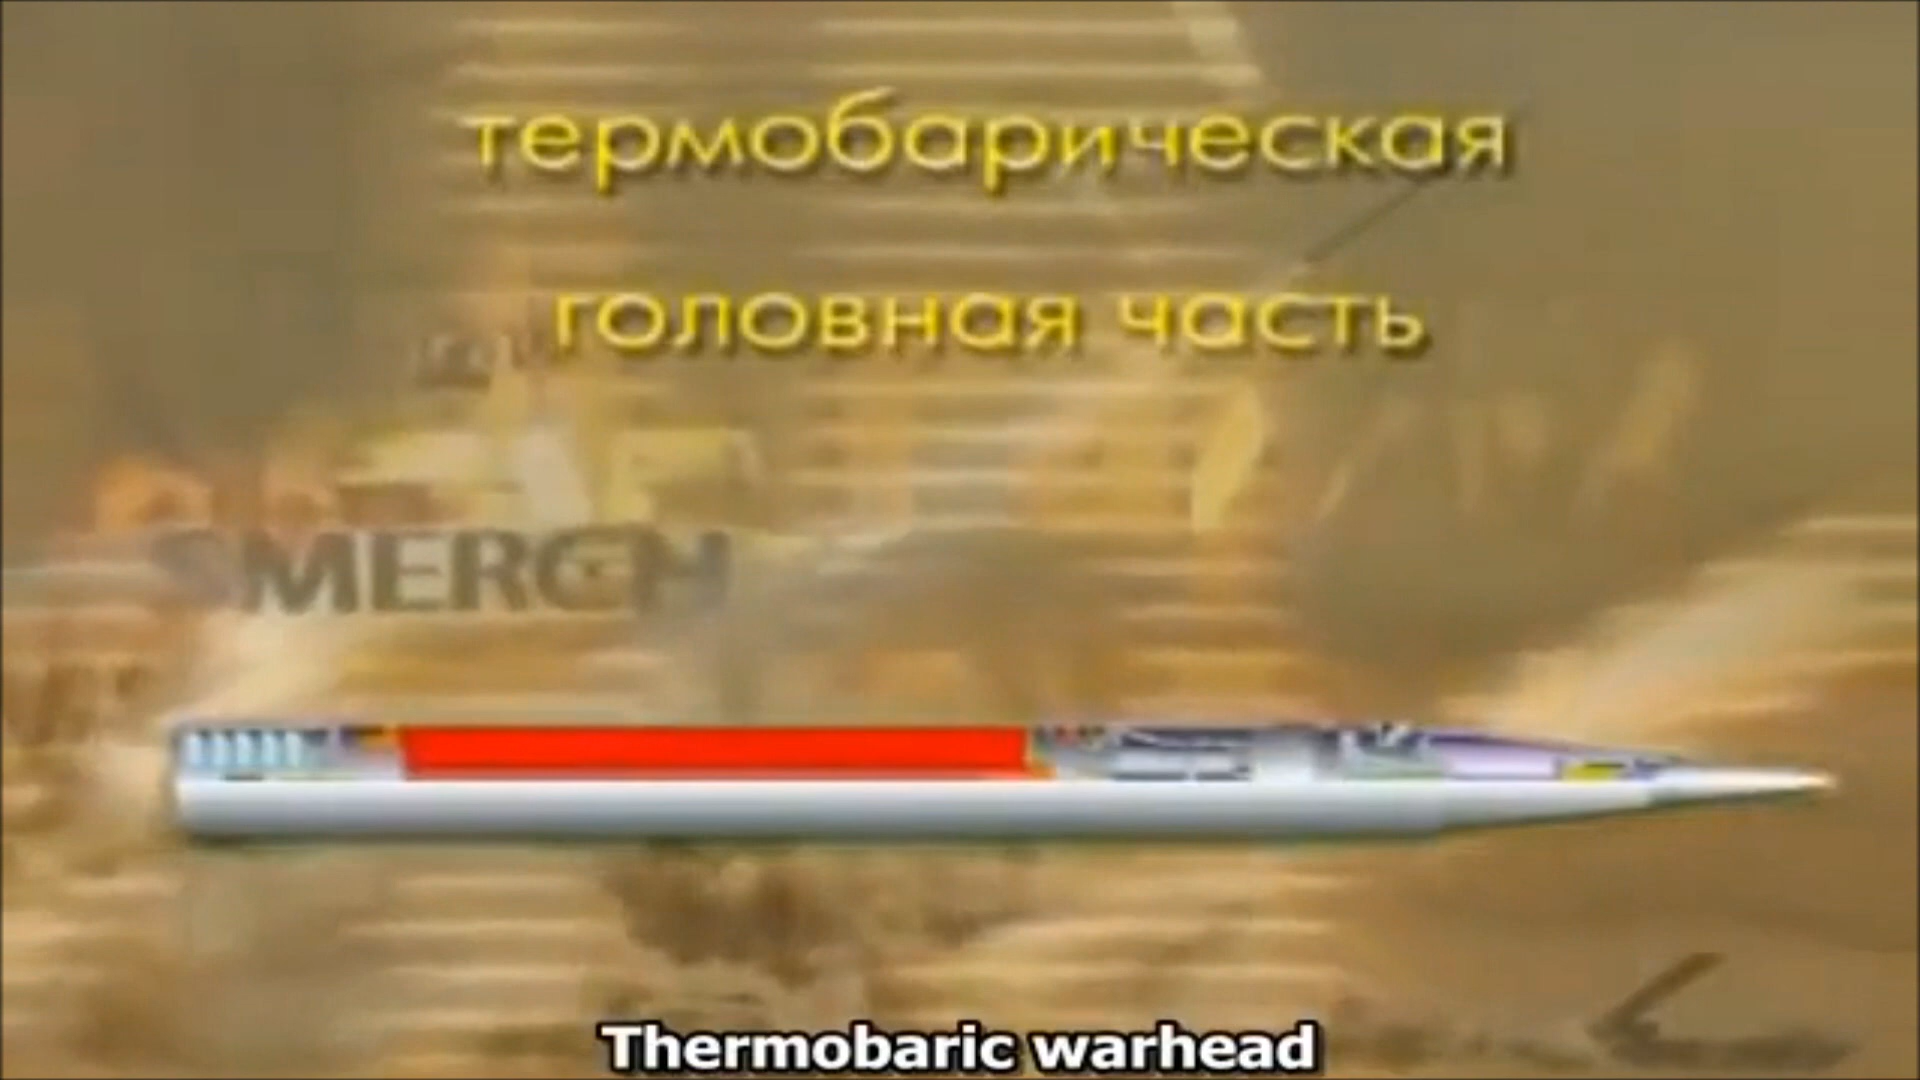 термобарическая
головная часть
SMERCH
Thermobaric warhead